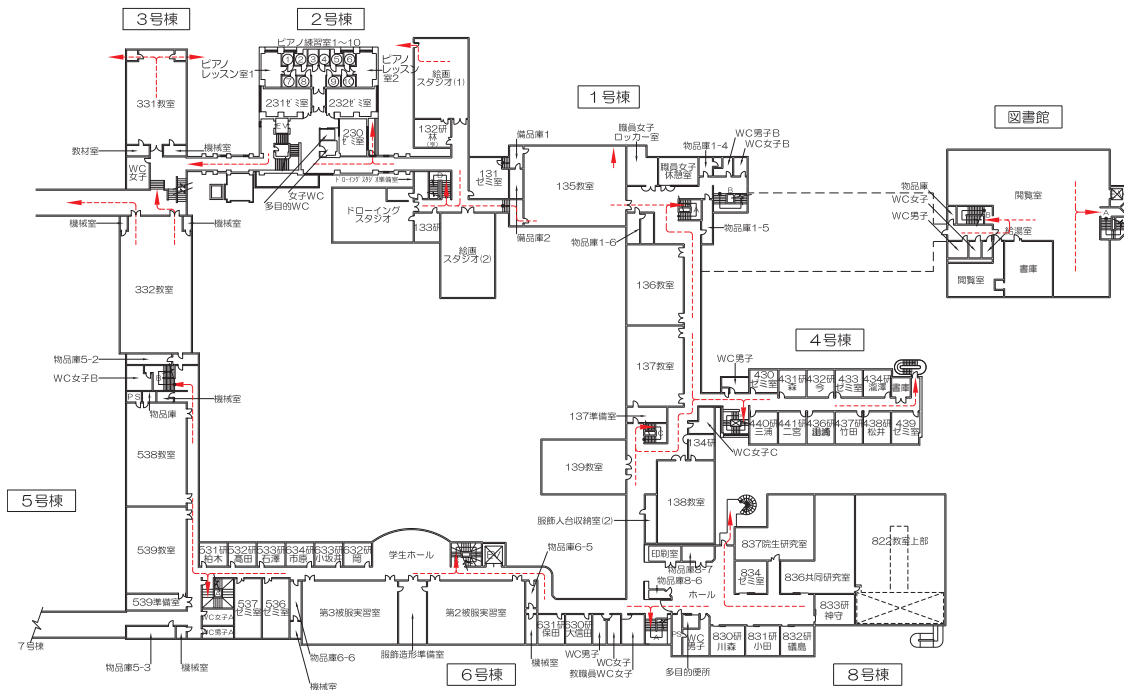 3号棟
2号棟
ピアノ練習室1～10
ピアノ
レッスン室1
①②③④⑤⑥
⑦⑧⑨⑩
ピアノ
レッスン
室2
231ゼミ室
232ゼミ室
230
ゼミ室
EV
331教室
教材室
機械室
WC
女子
女子WC
多目的WC
絵画
スタジオ(1)
132研
林
ドローイングスタジオ準備室
ドローイング
スタジオ
133研
絵画
スタジオ(2)
131
ゼミ室
備品庫1
備品庫2
1号棟
135教室
職員女子
ロッカー室
職員女子
休憩室
物品庫1-4
WC男子B
WC女子B
B
A
物品庫1-5
物品庫1-6
136教室
137教室
137準備室
C
134研
WC女子C
138教室
139教室
服飾人台収納室(2)
印刷室
図書館
物品庫
WC女子
WC男子
B
給湯室
閲覧室
閲覧室
書庫
A
4号棟
WC男子
430
ゼミ室
431研
森
432研
今
433
ゼミ室
434研
瀧澤
書庫
440研
三浦
441研
二宮
436研
437研
竹田
438研
松井
439
ゼミ室
機械室
機械室
332教室
物品庫5-2
WC女子B
B
PS
物品庫
機械室
538教室
5号棟
539教室
539準備室
531研
柏木
532研
高田
533研
石澤
634研
市原
633研
小坂井
632研
岡
学生ホール
WC女子A
WC男子A
537
ゼミ室
536
ゼミ室
7号棟
物品庫5-3
機械室
物品庫6-6
機械室
第3被服実習室
服飾造形準備室
第2被服実習室
物品庫6-5
機械室
631研
保田
630研
大信田
WC男子
WC女子
教職員WC女子
A
6号棟
物品庫8-7
物品庫8-6
ホール
PS
WC
男子
多目的便所
837院生研究室
834
ゼミ室
836共同研究室
822教室上部
833研
神守
830研
川森
831研
小田
832研
礒島
8号棟